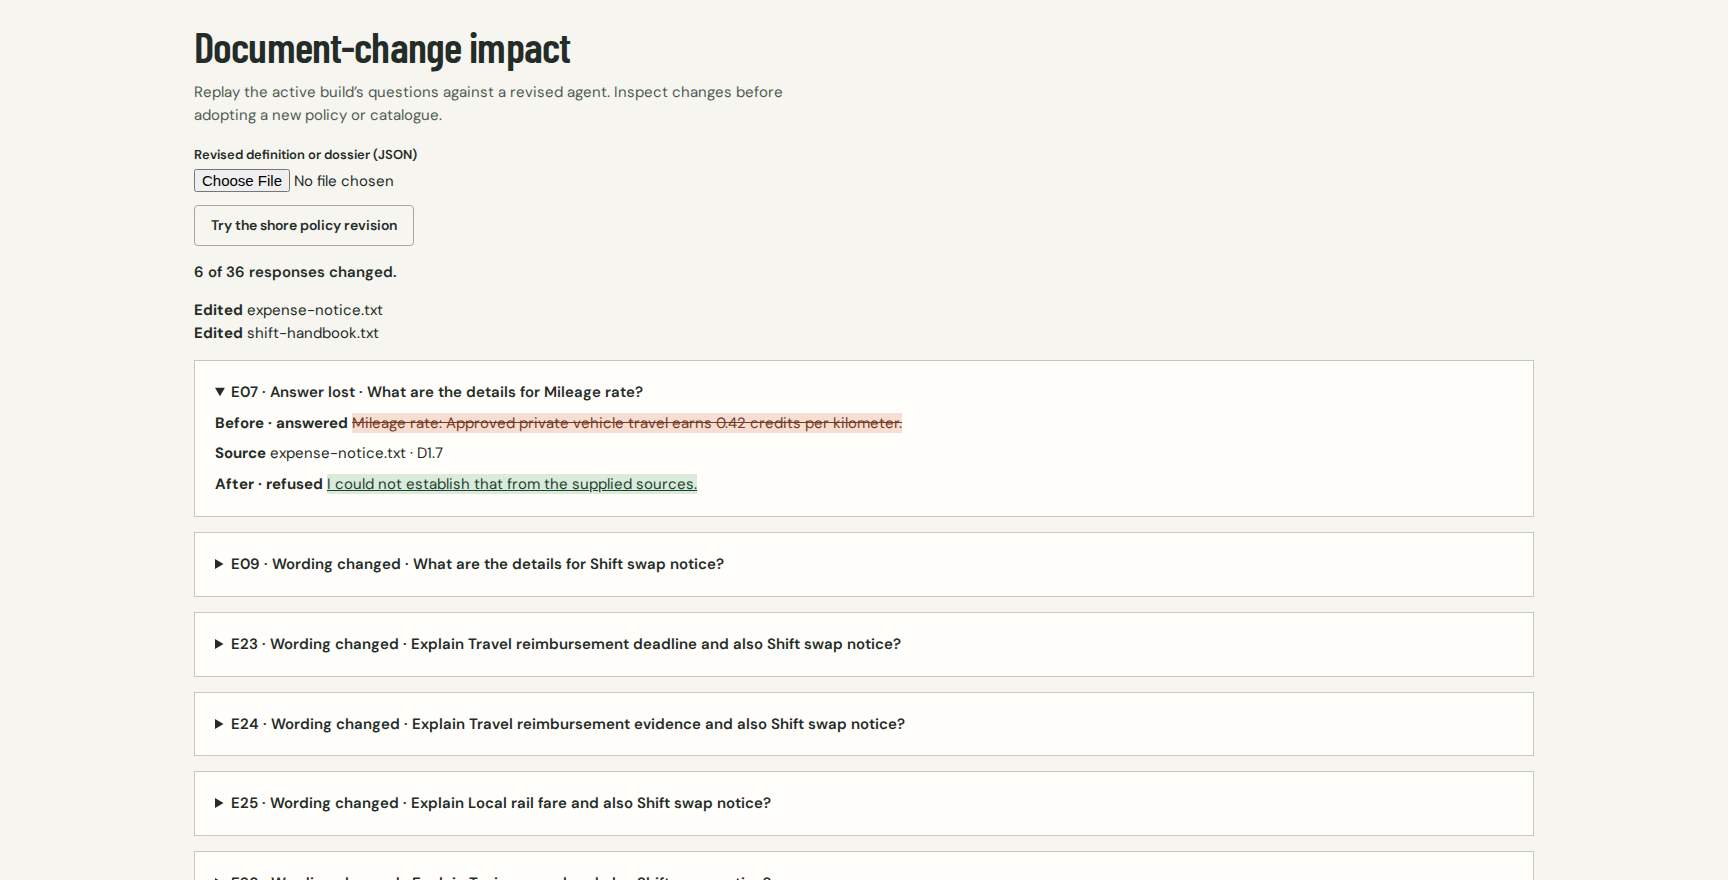 Document-change impact
Replay the active build’s questions against a revised agent. Inspect changes before
adopting a new policy or catalogue.
Revised definition or dossier (JSON)
Choose File No file chosen
Try the shore policy revision
6 of 36 responses changed.
Edited expense-notice.txt
Edited shift-handbook.txt
E07 · Answer lost · What are the details for Mileage rate?
Before · answered Mileage rate: Approved private vehicle travel earns 0.42 credits per kilometer.
Source expense-notice.txt · D1.7
After · refused I could not establish that from the supplied sources.
E09 · Wording changed · What are the details for Shift swap notice?
E23 · Wording changed · Explain Travel reimbursement deadline and also Shift swap notice?
E24 · Wording changed · Explain Travel reimbursement evidence and also Shift swap notice?
E25 · Wording changed · Explain Local rail fare and also Shift swap notice?